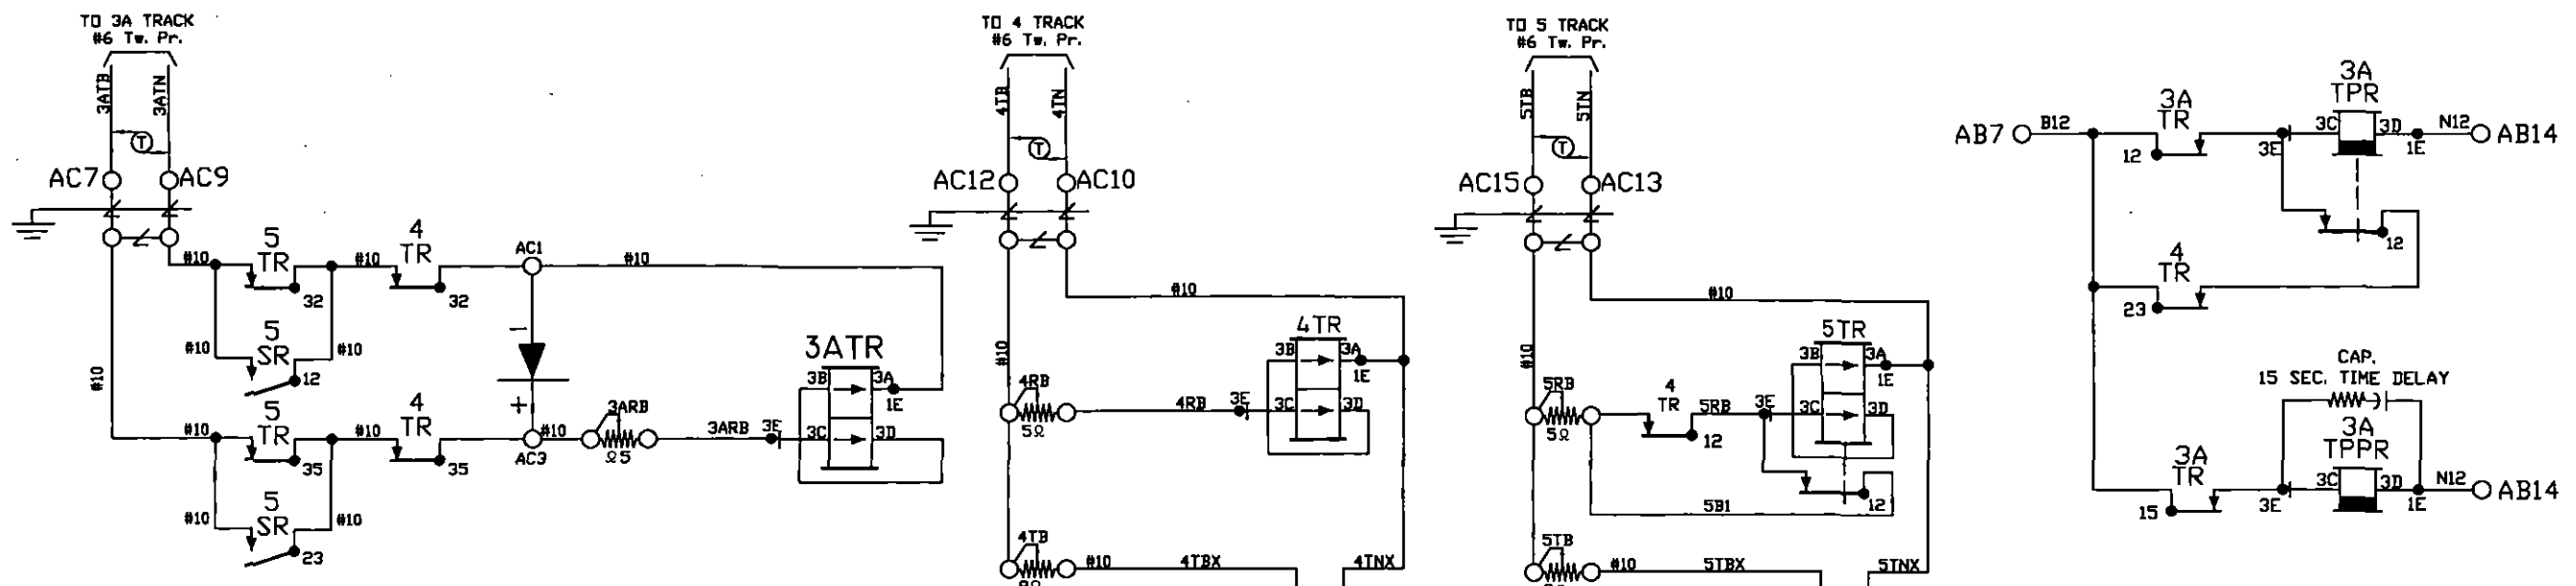 TO 3A TRACK
#6 Tw. Pr.
3ATB
3ATN
T
AC7
AC9
#10
5
TR
32
#10
4
TR
32
AC1
#10
#10
5
SR
12
#10
−
+
#10
#10
5
TR
35
#10
4
TR
35
AC3
#10
3ARB
Ω5
3ARB
3E
3ATR
3B
3A
1E
3C
3D
#10
5
SR
23
#10
TO 4 TRACK
#6 Tw. Pr.
4TB
4TN
T
AC12
AC10
#10
#10
4RB
5Ω
4RB
3E
4TR
3B
3A
1E
3C
3D
4TB
#10
4TBX
4TNX
TO 5 TRACK
#6 Tw. Pr.
5TB
5TN
T
AC15
AC13
#10
#10
5RB
5Ω
4
TR
12
5RB
3E
5TR
3B
3A
1E
3C
3D
12
5B1
5TB
#10
5TBX
5TNX
AB7
B12
3A
TR
12
3E
3A
TPR
3C
3D
1E
N12
AB14
12
4
TR
23
CAP.
15 SEC. TIME DELAY
3A
TR
15
3E
3A
TPPR
3C
3D
1E
N12
AB14